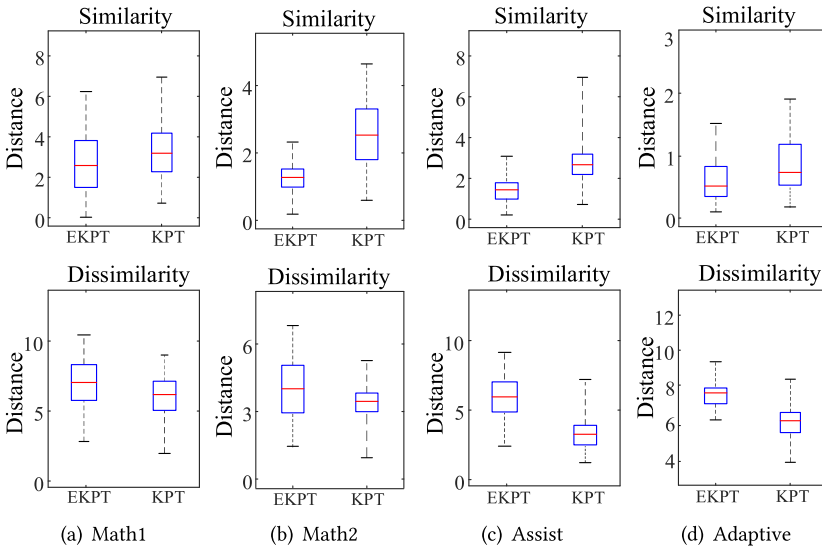 Similarity
Distance
8
6
4
2
0
EKPT KPT
Similarity
Distance
4
2
0
EKPT KPT
Similarity
Distance
8
6
4
2
0
EKPT KPT
Similarity
Distance
3
2
1
0
EKPT KPT
Dissimilarity
Distance
10
5
0
EKPT KPT
(a) Math1
Dissimilarity
Distance
6
3
0
EKPT KPT
(b) Math2
Dissimilarity
Distance
10
5
0
EKPT KPT
(c) Assist
Dissimilarity
Distance
12
10
8
6
4
EKPT KPT
(d) Adaptive